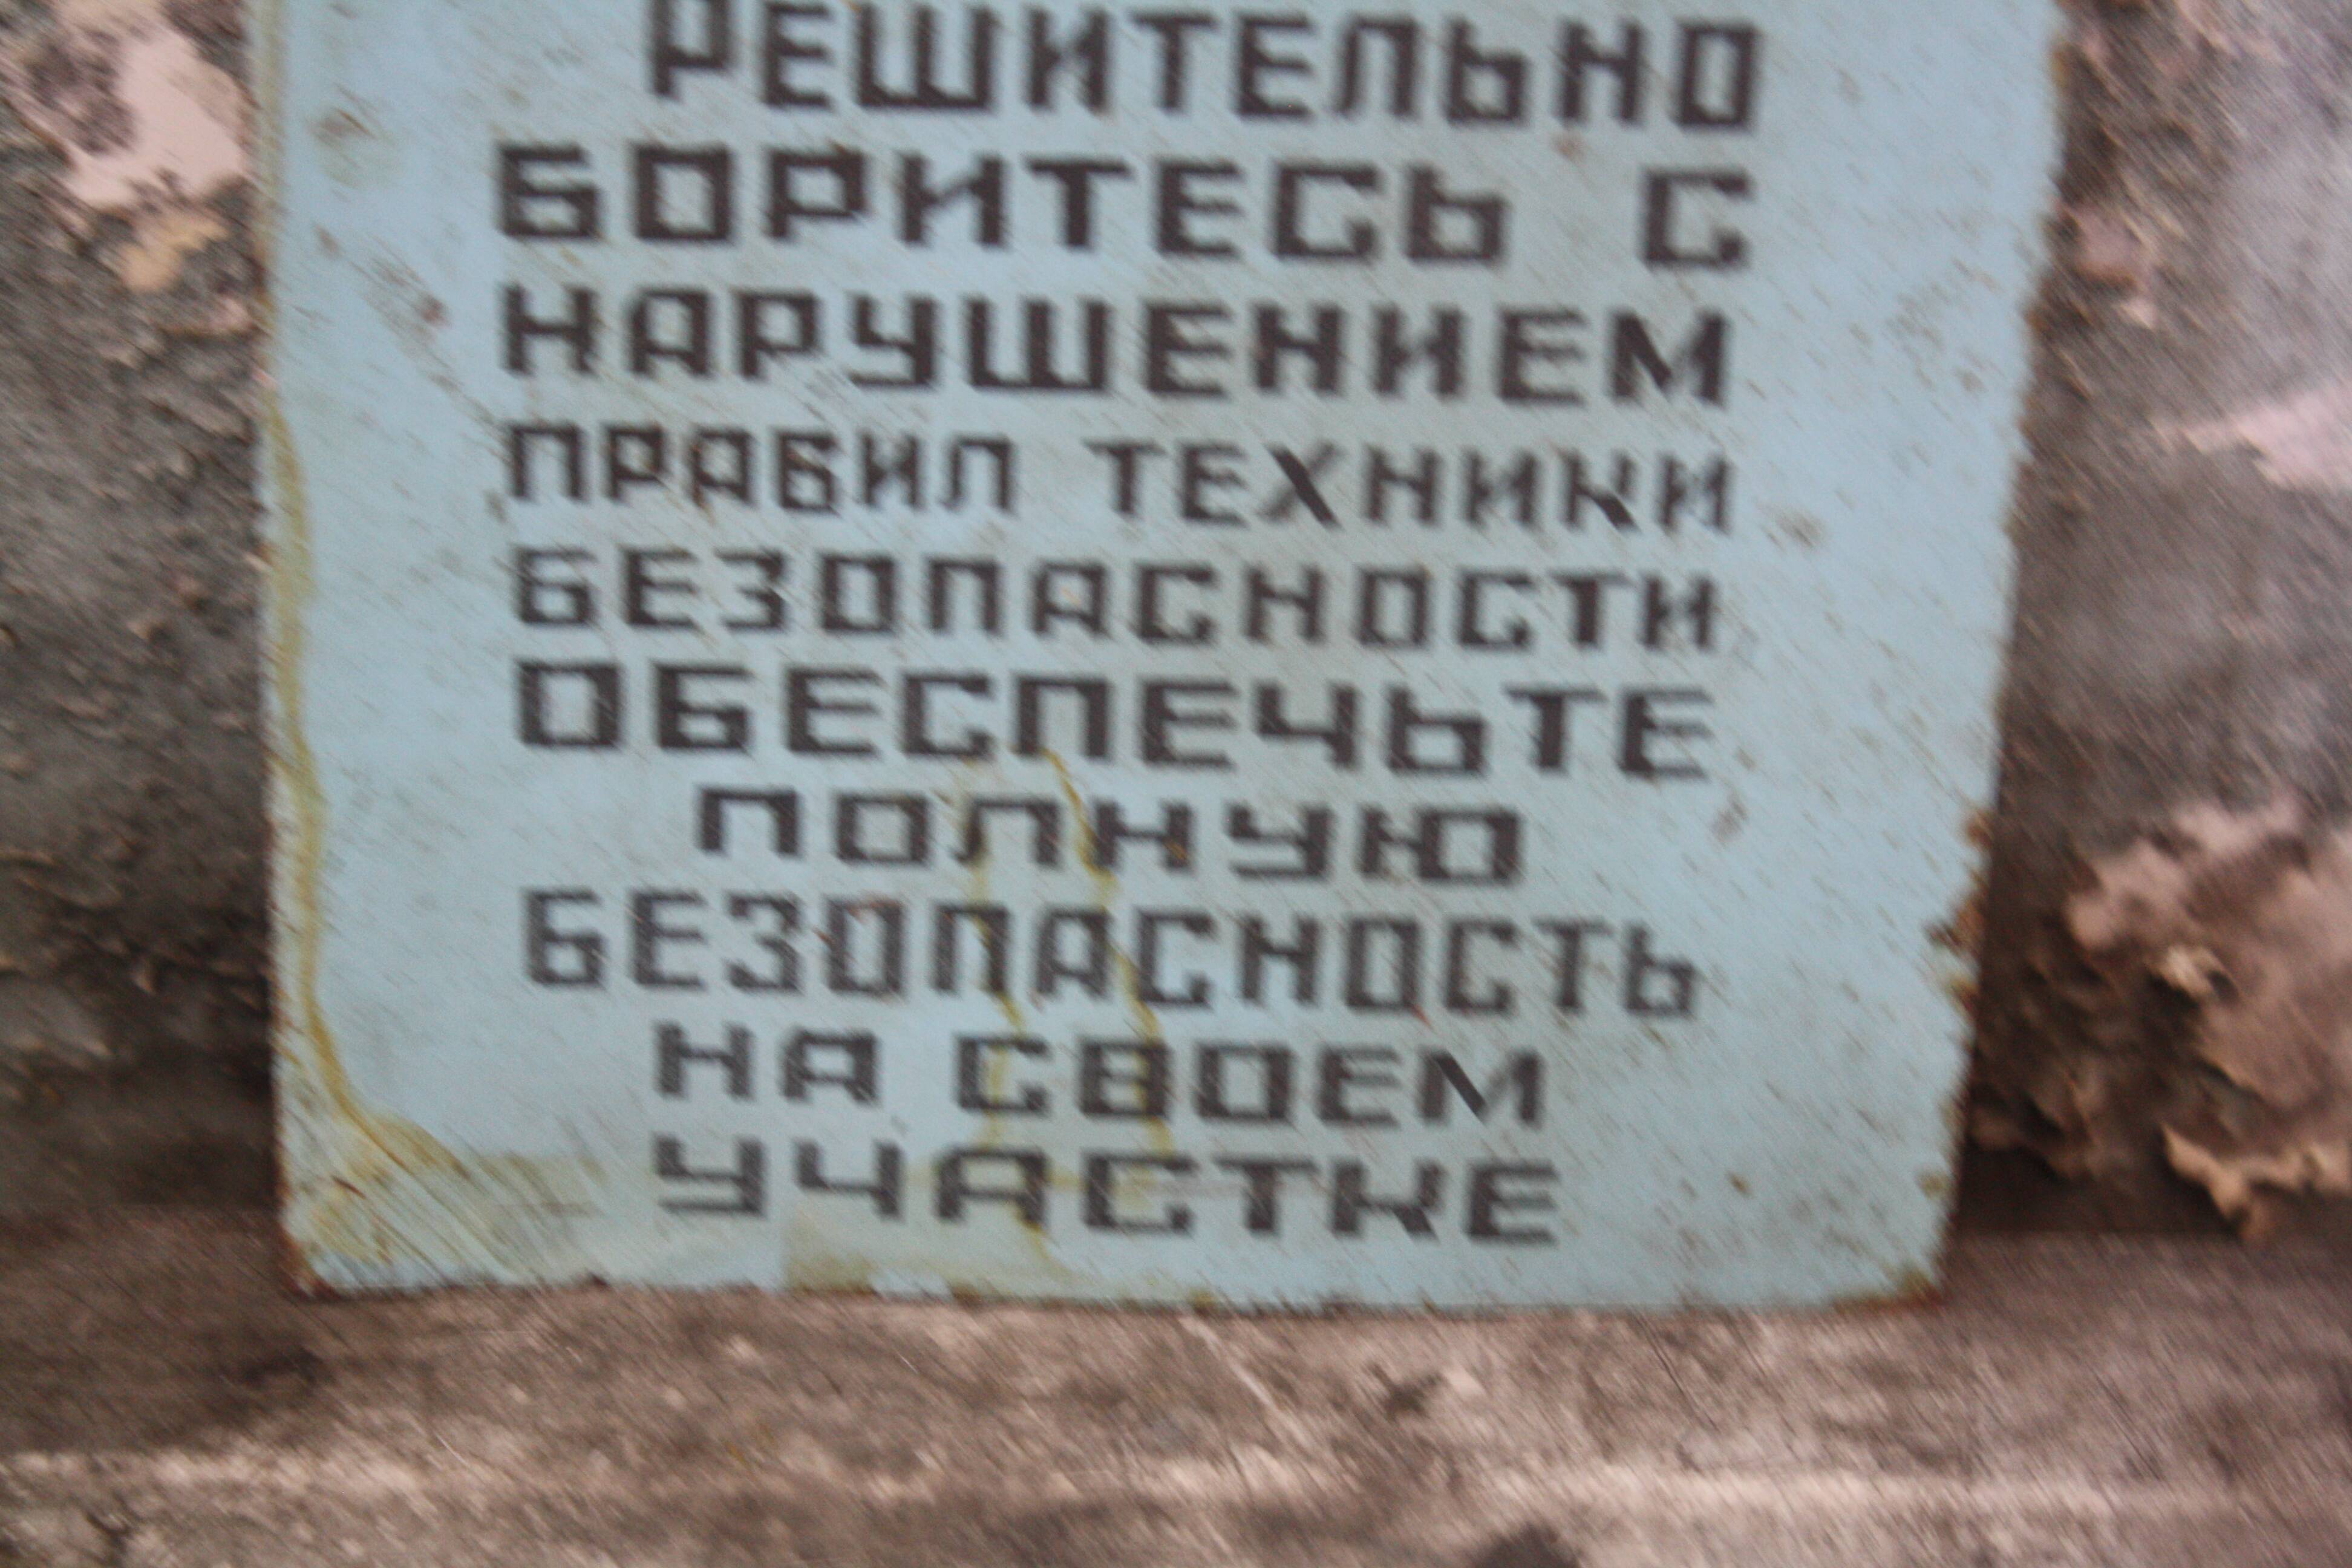 РЕШИТЕЛЬНО
БОРИТЕСЬ С
НАРУШЕНИЕМ
ПРАВИЛ ТЕХНИКИ
БЕЗОПАСНОСТИ
ОБЕСПЕЧЬТЕ
ПОЛНУЮ
БЕЗОПАСНОСТЬ
НА СВОЕМ
УЧАСТКЕ